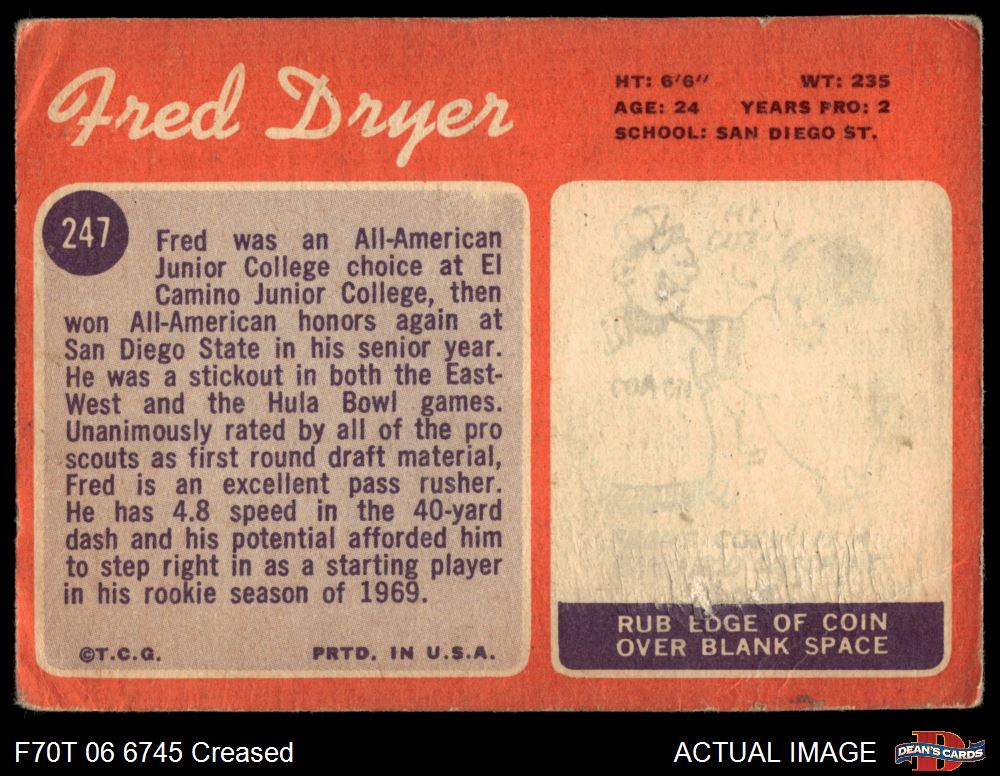 Fred Dryer
HT: 6'6" WT: 235
AGE: 24 YEARS PRO: 2
SCHOOL: SAN DIEGO ST.
247
Fred was an All-American
Junior College choice at El
Camino Junior College, then
won All-American honors again at
San Diego State in his senior year.
He was a stickout in both the East-
West and the Hula Bowl games.
Unanimously rated by all of the pro
scouts as first round draft material,
Fred is an excellent pass rusher.
He has 4.8 speed in the 40-yard
dash and his potential afforded him
to step right in as a starting player
in his rookie season of 1969.
©T.C.G. PRTD. IN U.S.A.
COACH
RUB EDGE OF COIN
OVER BLANK SPACE
F70T 06 6745 Creased
ACTUAL IMAGE
DEAN'S CARDS